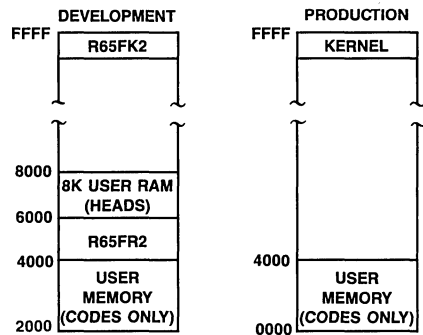 DEVELOPMENT
FFFF
R65FK2
8000
8K USER RAM
(HEADS)
6000
R65FR2
4000
USER
MEMORY
(CODES ONLY)
2000
PRODUCTION
FFFF
KERNEL
4000
USER
MEMORY
(CODES ONLY)
0000